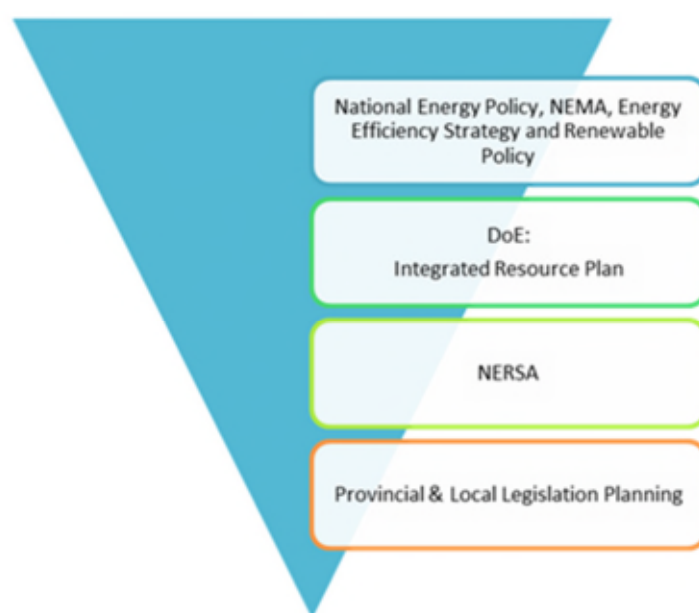 National Energy Policy, NEMA, Energy
Efficiency Strategy and Renewable
Policy
DoE:
Integrated Resource Plan
NERSA
Provincial & Local Legislation Planning